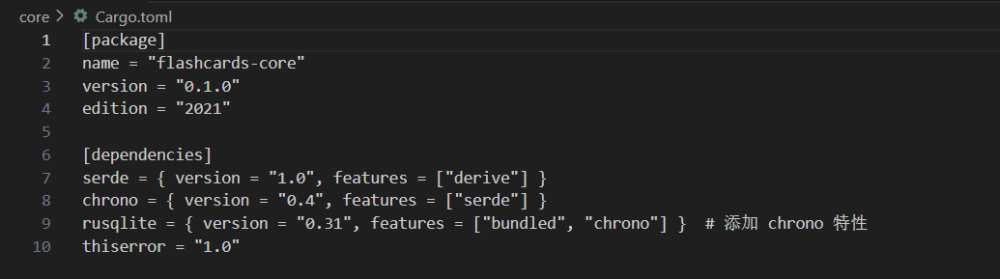 core > Cargo.toml
1 [package]
2 name = "flashcards-core"
3 version = "0.1.0"
4 edition = "2021"
5
6 [dependencies]
7 serde = { version = "1.0", features = ["derive"] }
8 chrono = { version = "0.4", features = ["serde"] }
9 rusqlite = { version = "0.31", features = ["bundled", "chrono"] }  # 添加 chrono 特性
10 thiserror = "1.0"